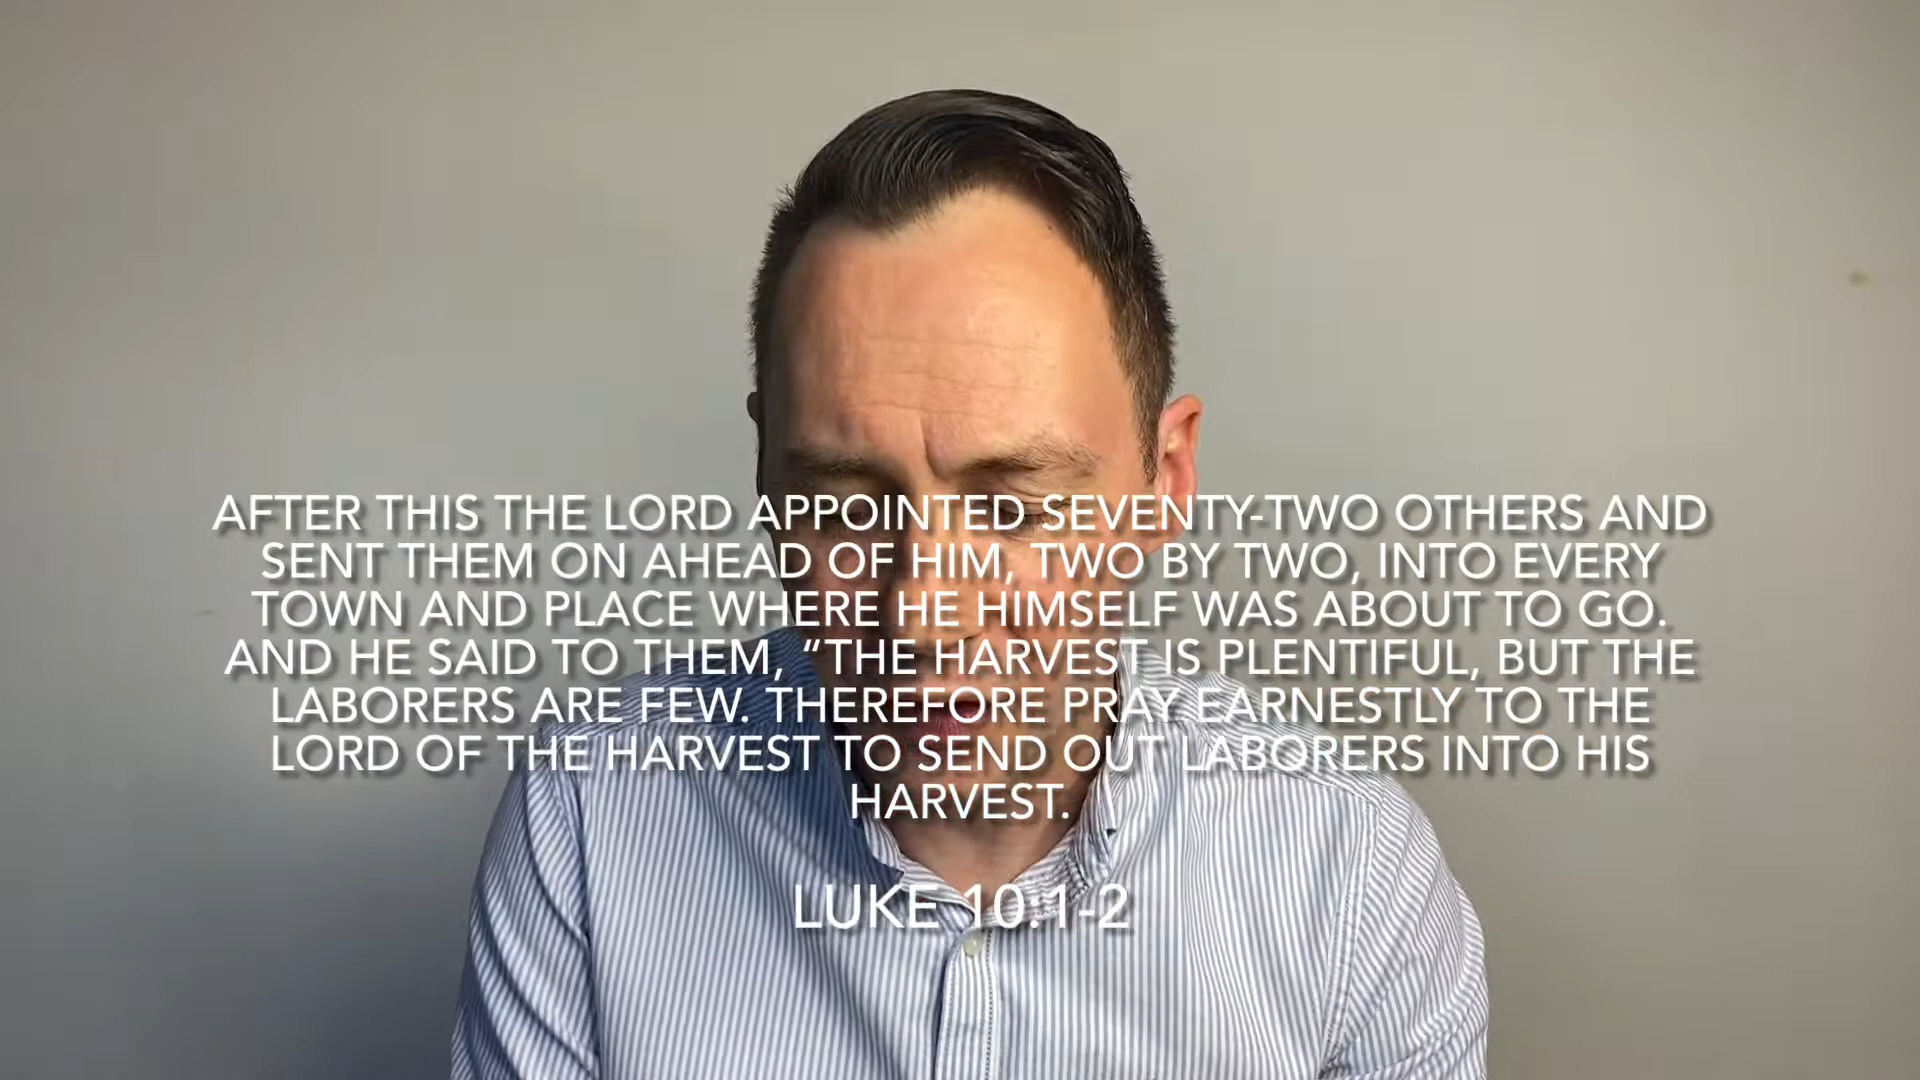 AFTER THIS THE LORD APPOINTED SEVENTY-TWO OTHERS AND
SENT THEM ON AHEAD OF HIM, TWO BY TWO, INTO EVERY
TOWN AND PLACE WHERE HE HIMSELF WAS ABOUT TO GO.
AND HE SAID TO THEM, “THE HARVEST IS PLENTIFUL, BUT THE
LABORERS ARE FEW. THEREFORE PRAY EARNESTLY TO THE
LORD OF THE HARVEST TO SEND OUT LABORERS INTO HIS
HARVEST.
LUKE 10:1-2